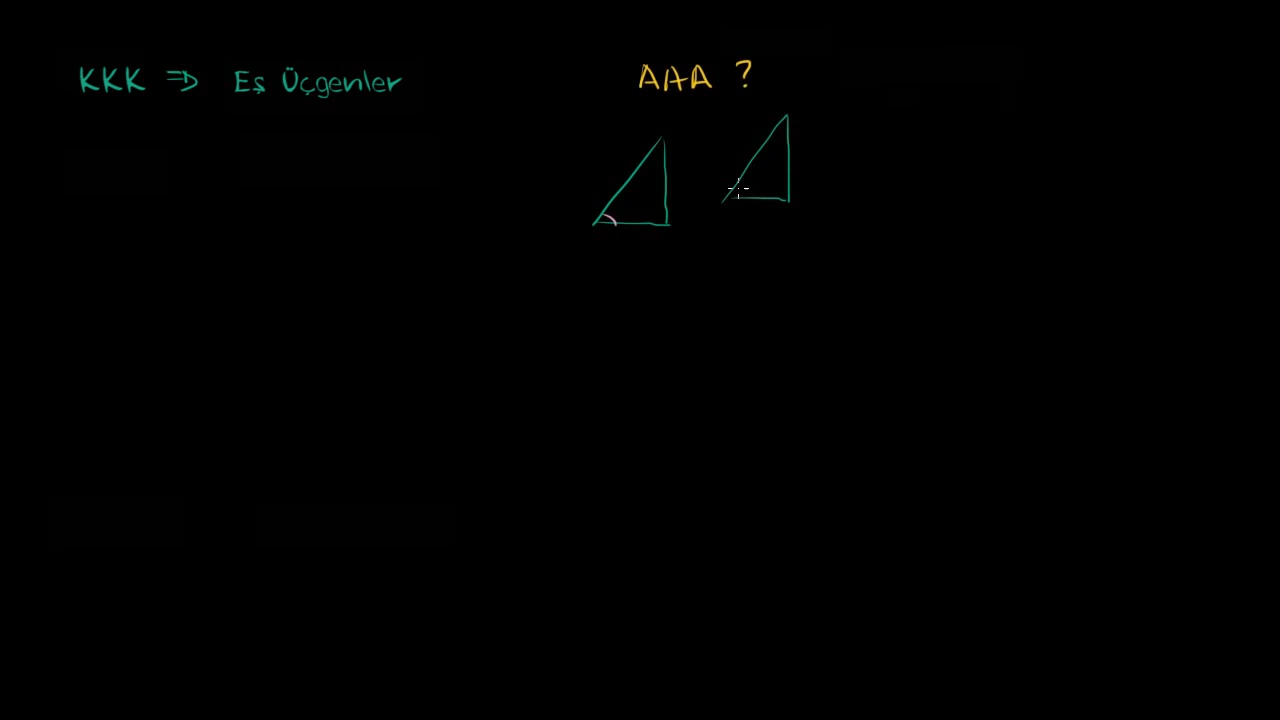 KKK ⇒ Eş Üçgenler
AAA ?